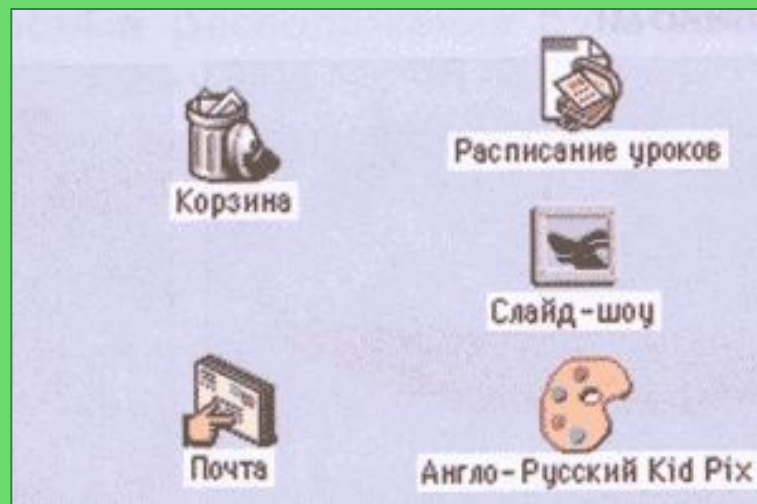 Корзина
Расписание уроков
Слайд-шоу
Почта
Англо-Русский Kid Pix